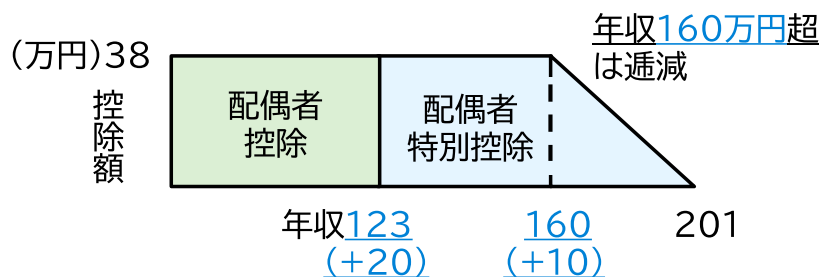 年収160万円超
は逓減
(万円)38
控除額
配偶者
控除
配偶者
特別控除
年収123
(+20)
160
(+10)
201